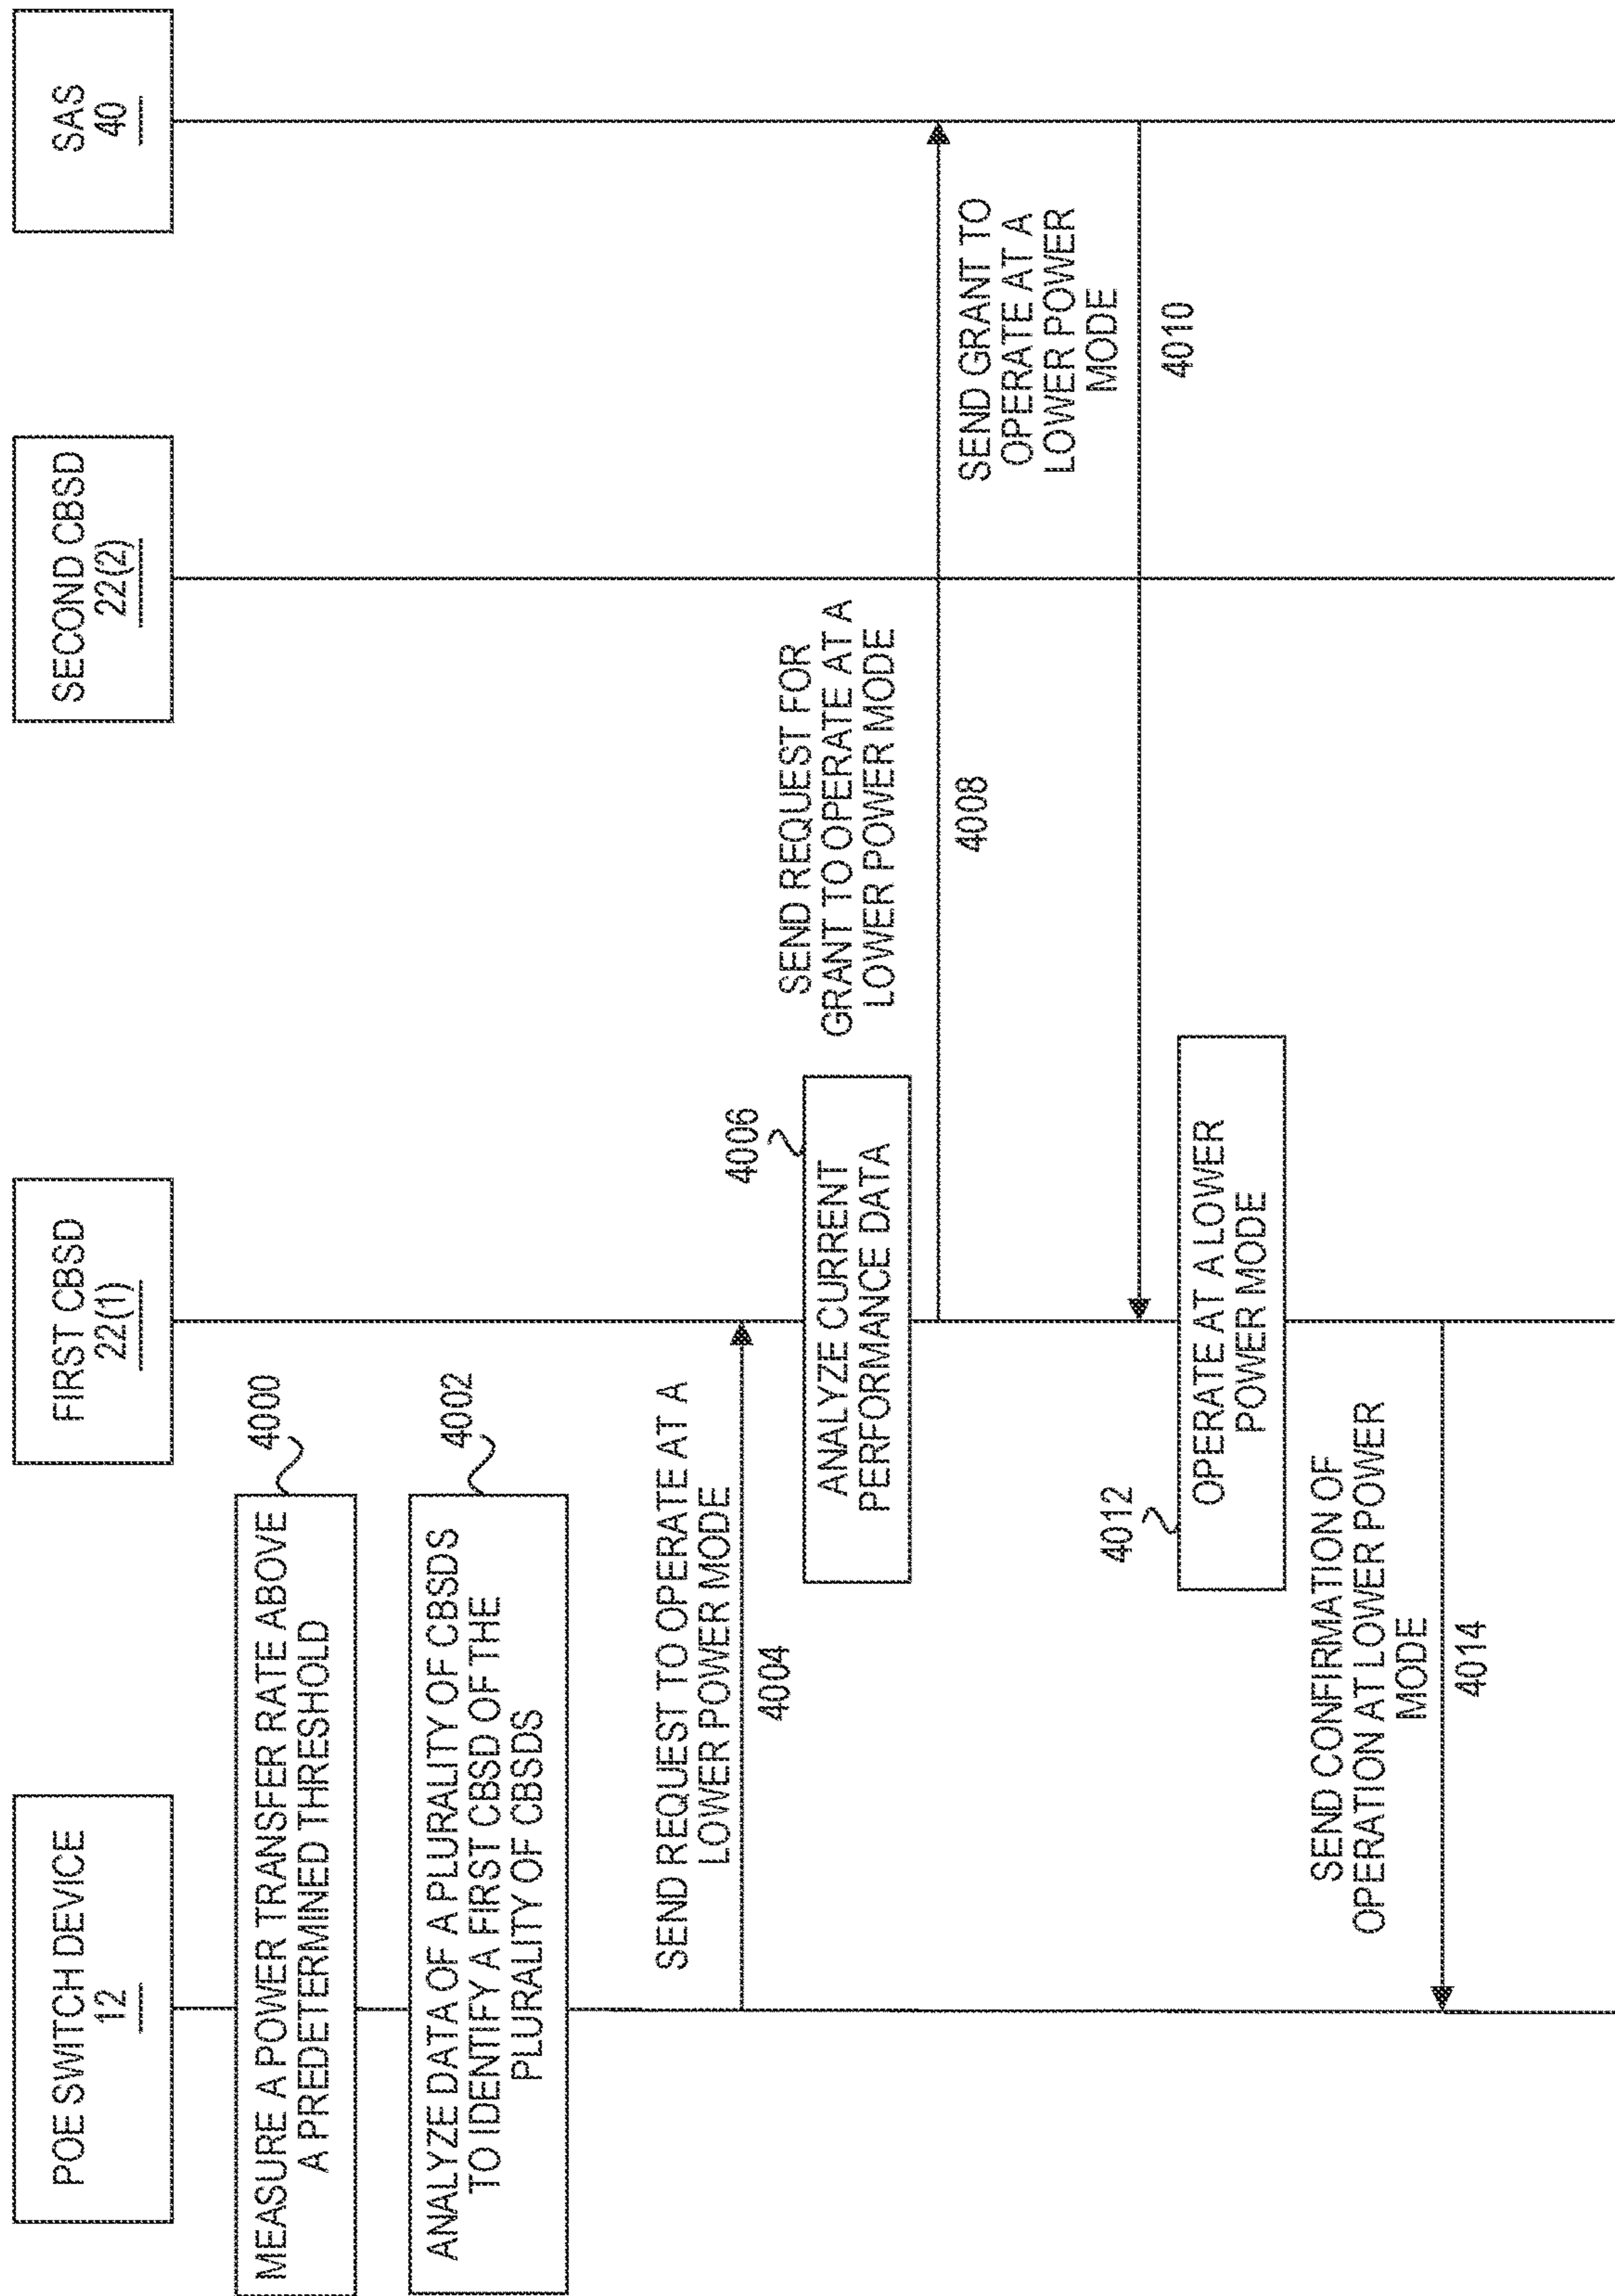 POE SWITCH DEVICE
12
FIRST CBSD
22(1)
SECOND CBSD
22(2)
SAS
40
MEASURE A POWER TRANSFER RATE ABOVE
A PREDETERMINED THRESHOLD
4000
ANALYZE DATA OF A PLURALITY OF CBSDS
TO IDENTIFY A FIRST CBSD OF THE
PLURALITY OF CBSDS
4002
SEND REQUEST TO OPERATE AT A
LOWER POWER MODE
4004
4006
ANALYZE CURRENT
PERFORMANCE DATA
SEND REQUEST FOR
GRANT TO OPERATE AT A
LOWER POWER MODE
4008
SEND GRANT TO
OPERATE AT A
LOWER POWER
MODE
4010
4012
OPERATE AT A LOWER
POWER MODE
SEND CONFIRMATION OF
OPERATION AT LOWER POWER
MODE
4014